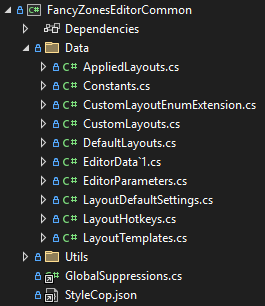 FancyZonesEditorCommon
Dependencies
Data
AppliedLayouts.cs
Constants.cs
CustomLayoutEnumExtension.cs
CustomLayouts.cs
DefaultLayouts.cs
EditorData`1.cs
EditorParameters.cs
LayoutDefaultSettings.cs
LayoutHotkeys.cs
LayoutTemplates.cs
Utils
GlobalSuppressions.cs
StyleCop.json